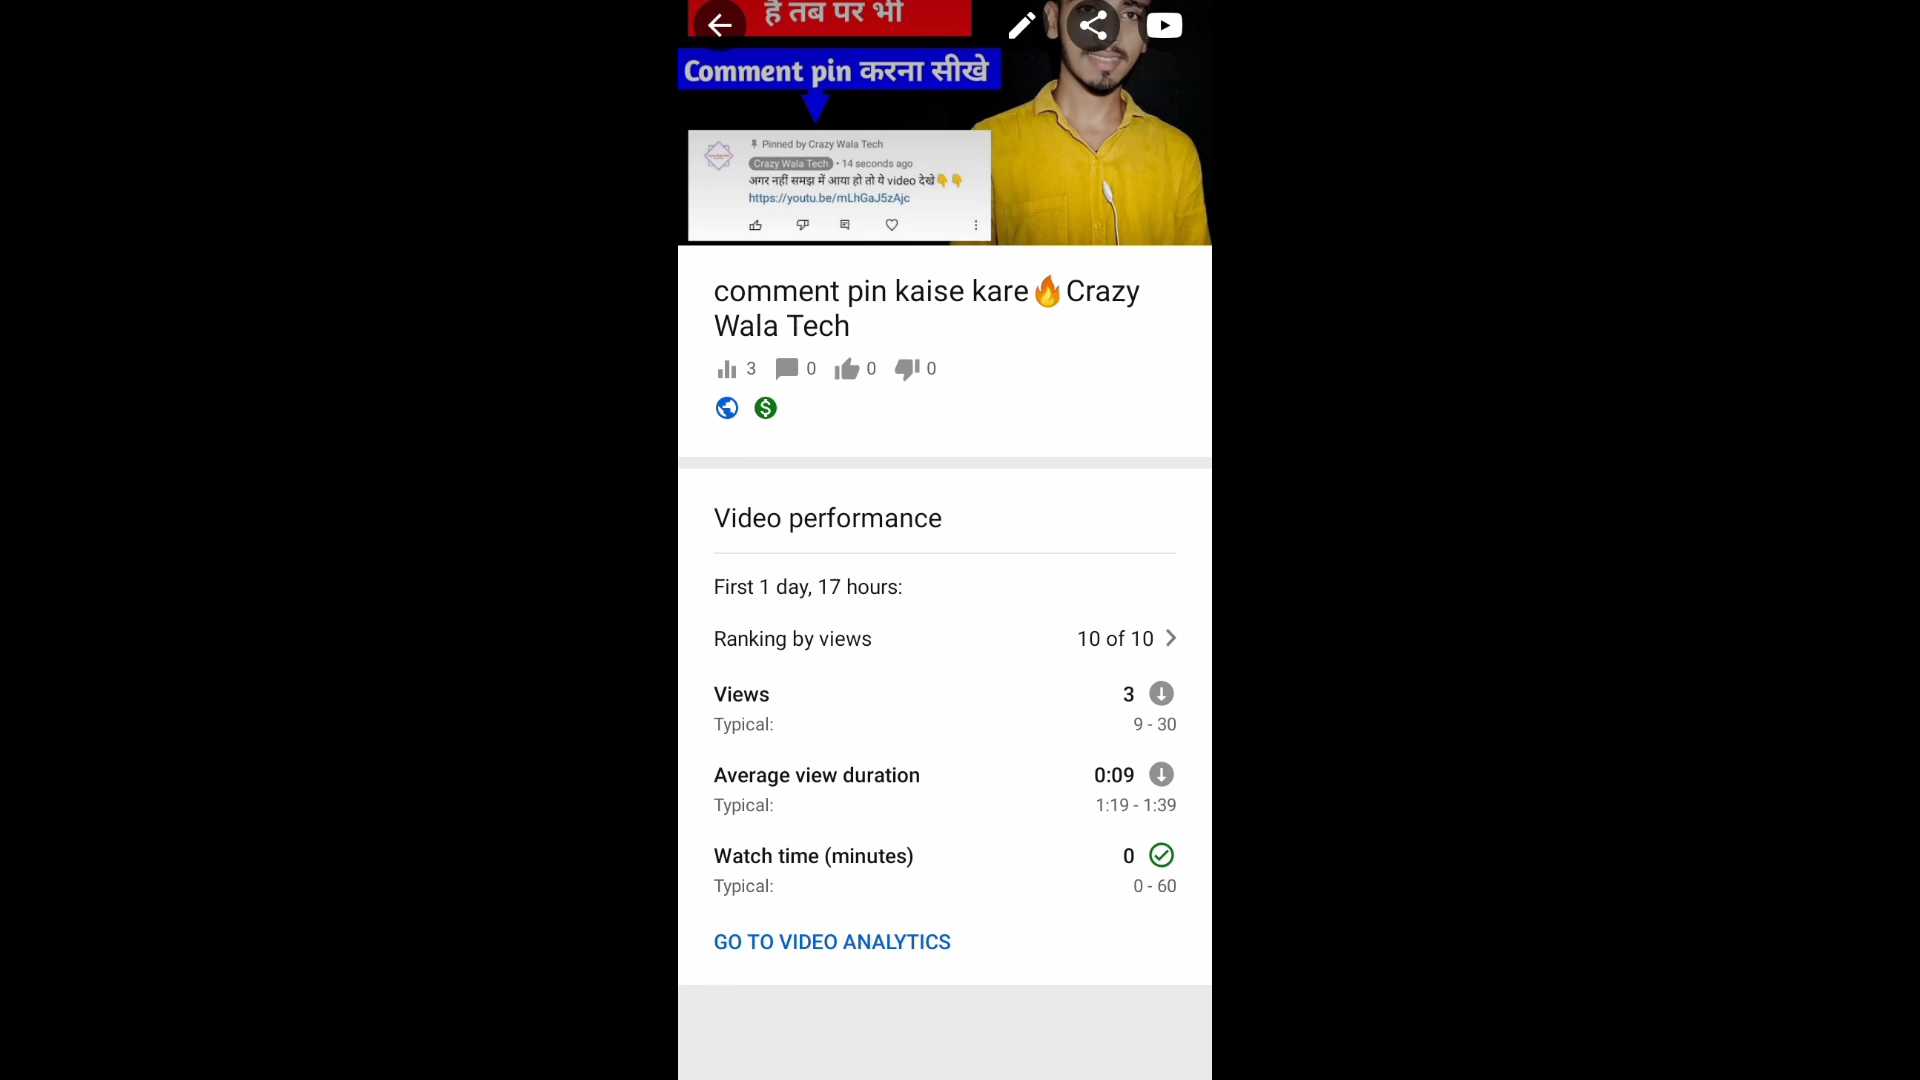 है तब पर भी
Comment pin करना सीखे
Pinned by Crazy Wala Tech
Crazy Wala Tech • 14 seconds ago
अगर नहीं समझ में आया हो तो ये video देखे👇👇
https://youtu.be/mLhGaJ5zAjc
comment pin kaise kare🔥Crazy
Wala Tech
3 0 0 0
Video performance
First 1 day, 17 hours:
Ranking by views 10 of 10
Views 3
Typical: 9 - 30
Average view duration 0:09
Typical: 1:19 - 1:39
Watch time (minutes) 0
Typical: 0 - 60
GO TO VIDEO ANALYTICS